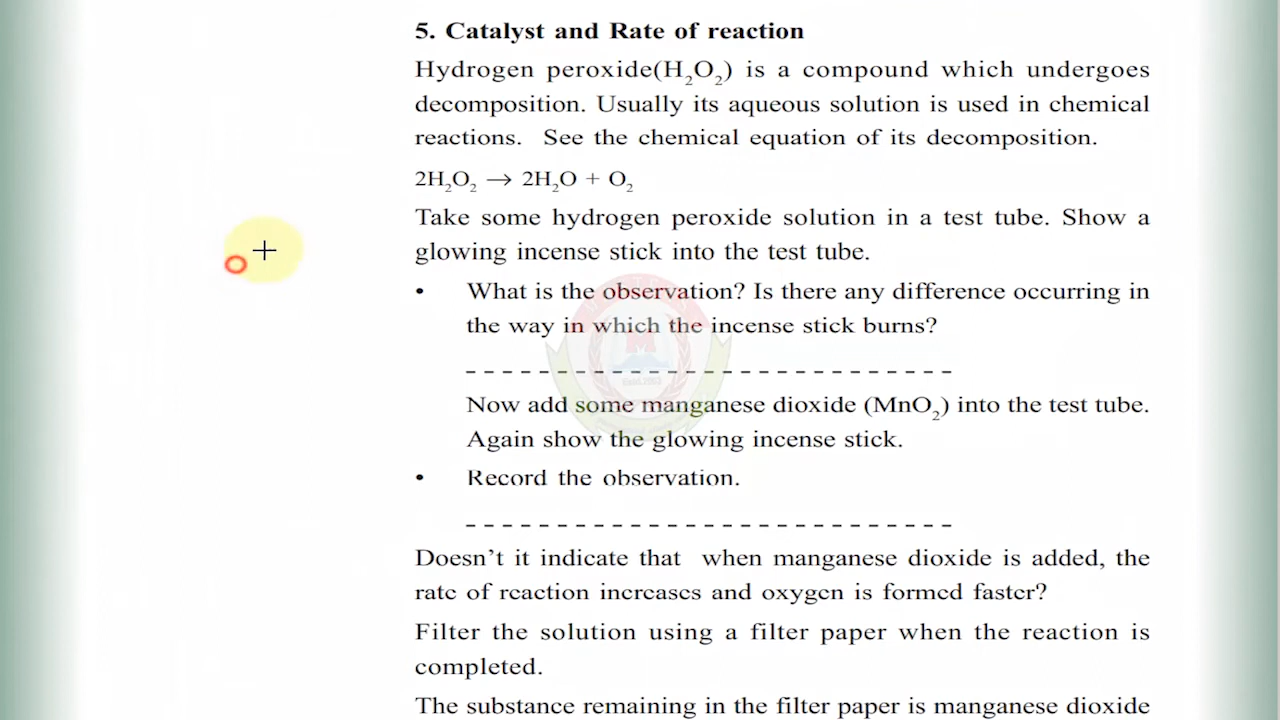 5. Catalyst and Rate of reaction
Hydrogen peroxide(H₂O₂) is a compound which undergoes
decomposition. Usually its aqueous solution is used in chemical
reactions. See the chemical equation of its decomposition.
2H₂O₂ → 2H₂O + O₂
Take some hydrogen peroxide solution in a test tube. Show a
glowing incense stick into the test tube.
• What is the observation? Is there any difference occurring in
the way in which the incense stick burns?
Now add some manganese dioxide (MnO₂) into the test tube.
Again show the glowing incense stick.
• Record the observation.
Doesn't it indicate that when manganese dioxide is added, the
rate of reaction increases and oxygen is formed faster?
Filter the solution using a filter paper when the reaction is
completed.
The substance remaining in the filter paper is manganese dioxide